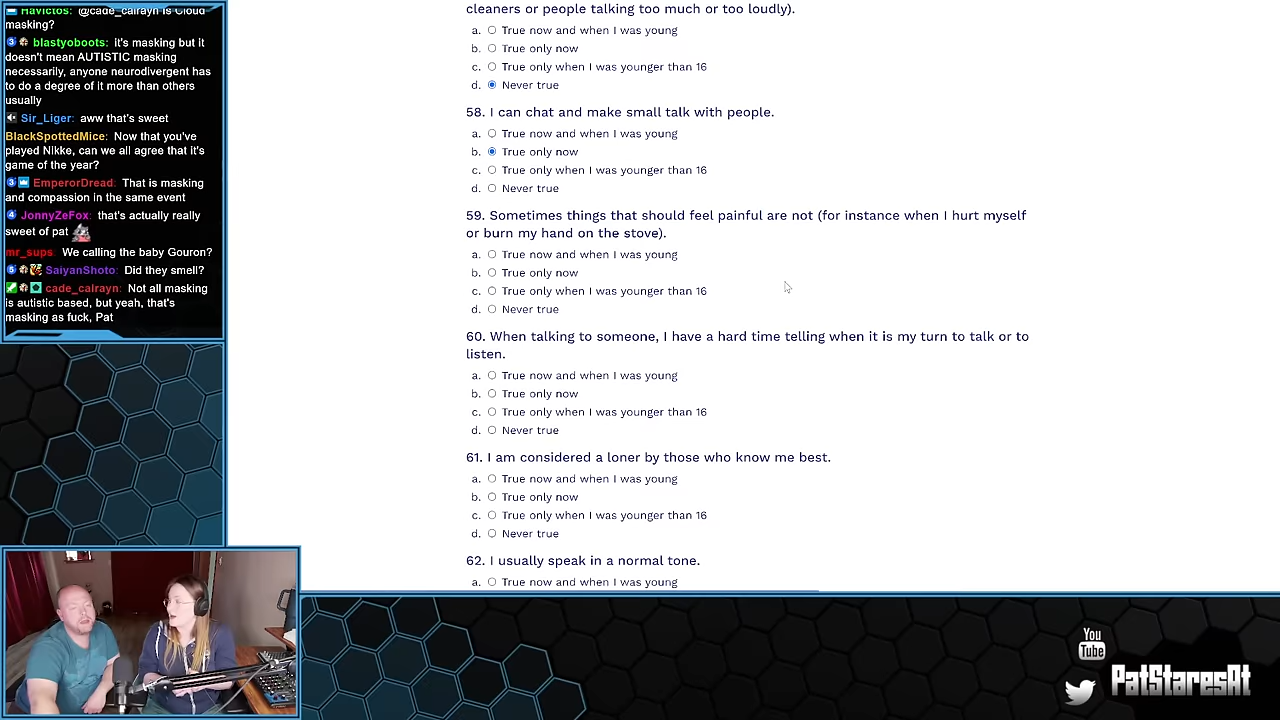 Havictos: @cade_cairayn is Cloud
masking?
blastyoboots: it's masking but it
doesn't mean AUTISTIC masking
necessarily, anyone neurodivergent has
to do a degree of it more than others
usually
Sir_Liger: aww that's sweet
BlackSpottedMice: Now that you've
played Nikke, can we all agree that it's
game of the year?
EmperorDread: That is masking
and compassion in the same event
JonnyZeFox: that's actually really
sweet of pat
mr_sups: We calling the baby Gouron?
SaiyanShoto: Did they smell?
cade_cairayn: Not all masking
is autistic based, but yeah, that's
masking as fuck, Pat
cleaners or people talking too much or too loudly).
a. True now and when I was young
b. True only now
c. True only when I was younger than 16
d. Never true
58. I can chat and make small talk with people.
a. True now and when I was young
b. True only now
c. True only when I was younger than 16
d. Never true
59. Sometimes things that should feel painful are not (for instance when I hurt myself
or burn my hand on the stove).
a. True now and when I was young
b. True only now
c. True only when I was younger than 16
d. Never true
60. When talking to someone, I have a hard time telling when it is my turn to talk or to
listen.
a. True now and when I was young
b. True only now
c. True only when I was younger than 16
d. Never true
61. I am considered a loner by those who know me best.
a. True now and when I was young
b. True only now
c. True only when I was younger than 16
d. Never true
62. I usually speak in a normal tone.
a. True now and when I was young
You
Tube
PatStaresAt